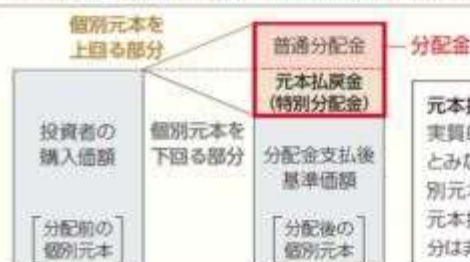 個別元本を
上回る部分
普通分配金
分配金
元本払戻金
(特別分配金)
投資者の
購入価額
個別元本を
下回る部分
分配金支払後
基準価額
分配前の
個別元本
分配後の
個別元本
元本
実質
とみ
別元
元本
分は